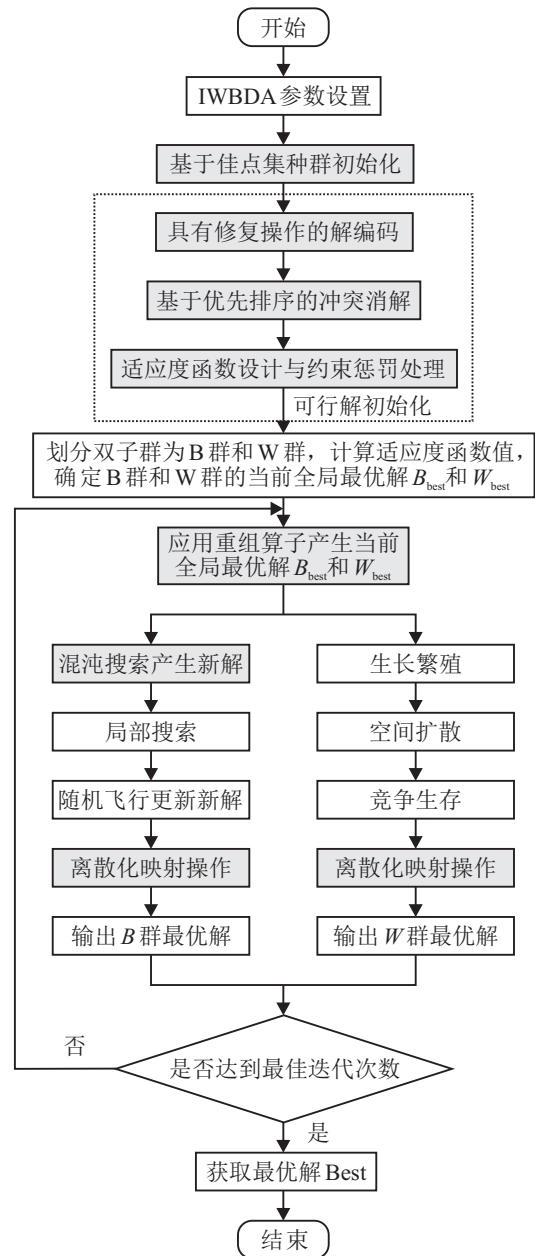 开始
IWBDA参数设置
基于佳点集种群初始化
具有修复操作的解编码
基于优先排序的冲突消解
适应度函数设计与约束惩罚处理
可行解初始化
划分双子群为B群和W群，计算适应度函数值，
确定B群和W群的当前全局最优解B_best和W_best
应用重组算子产生当前
全局最优解B_best和W_best
混沌搜索产生新解
局部搜索
随机飞行更新新解
离散化映射操作
输出B群最优解
生长繁殖
空间扩散
竞争生存
离散化映射操作
输出W群最优解
否
是否达到最佳迭代次数
是
获取最优解Best
结束